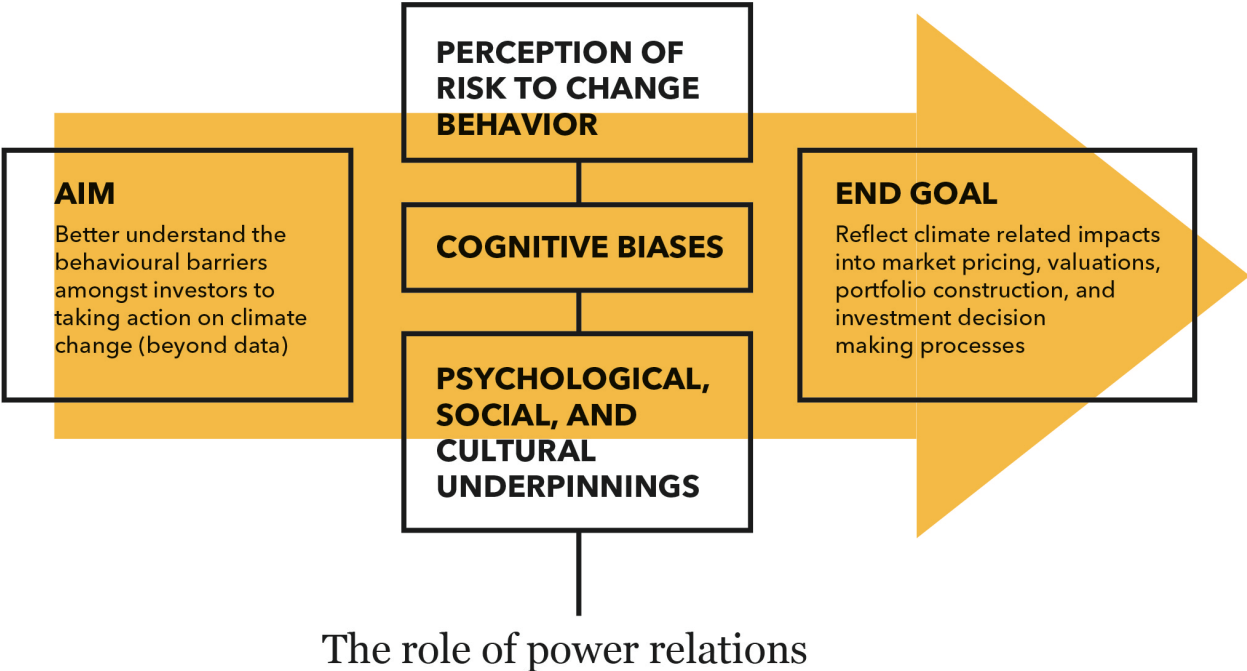 PERCEPTION OF
RISK TO CHANGE
BEHAVIOR
AIM
Better understand the
behavioural barriers
amongst investors to
taking action on climate
change (beyond data)
COGNITIVE BIASES
PSYCHOLOGICAL,
SOCIAL, AND
CULTURAL
UNDERPINNINGS
END GOAL
Reflect climate related impacts
into market pricing, valuations,
portfolio construction, and
investment decision
making processes
The role of power relations